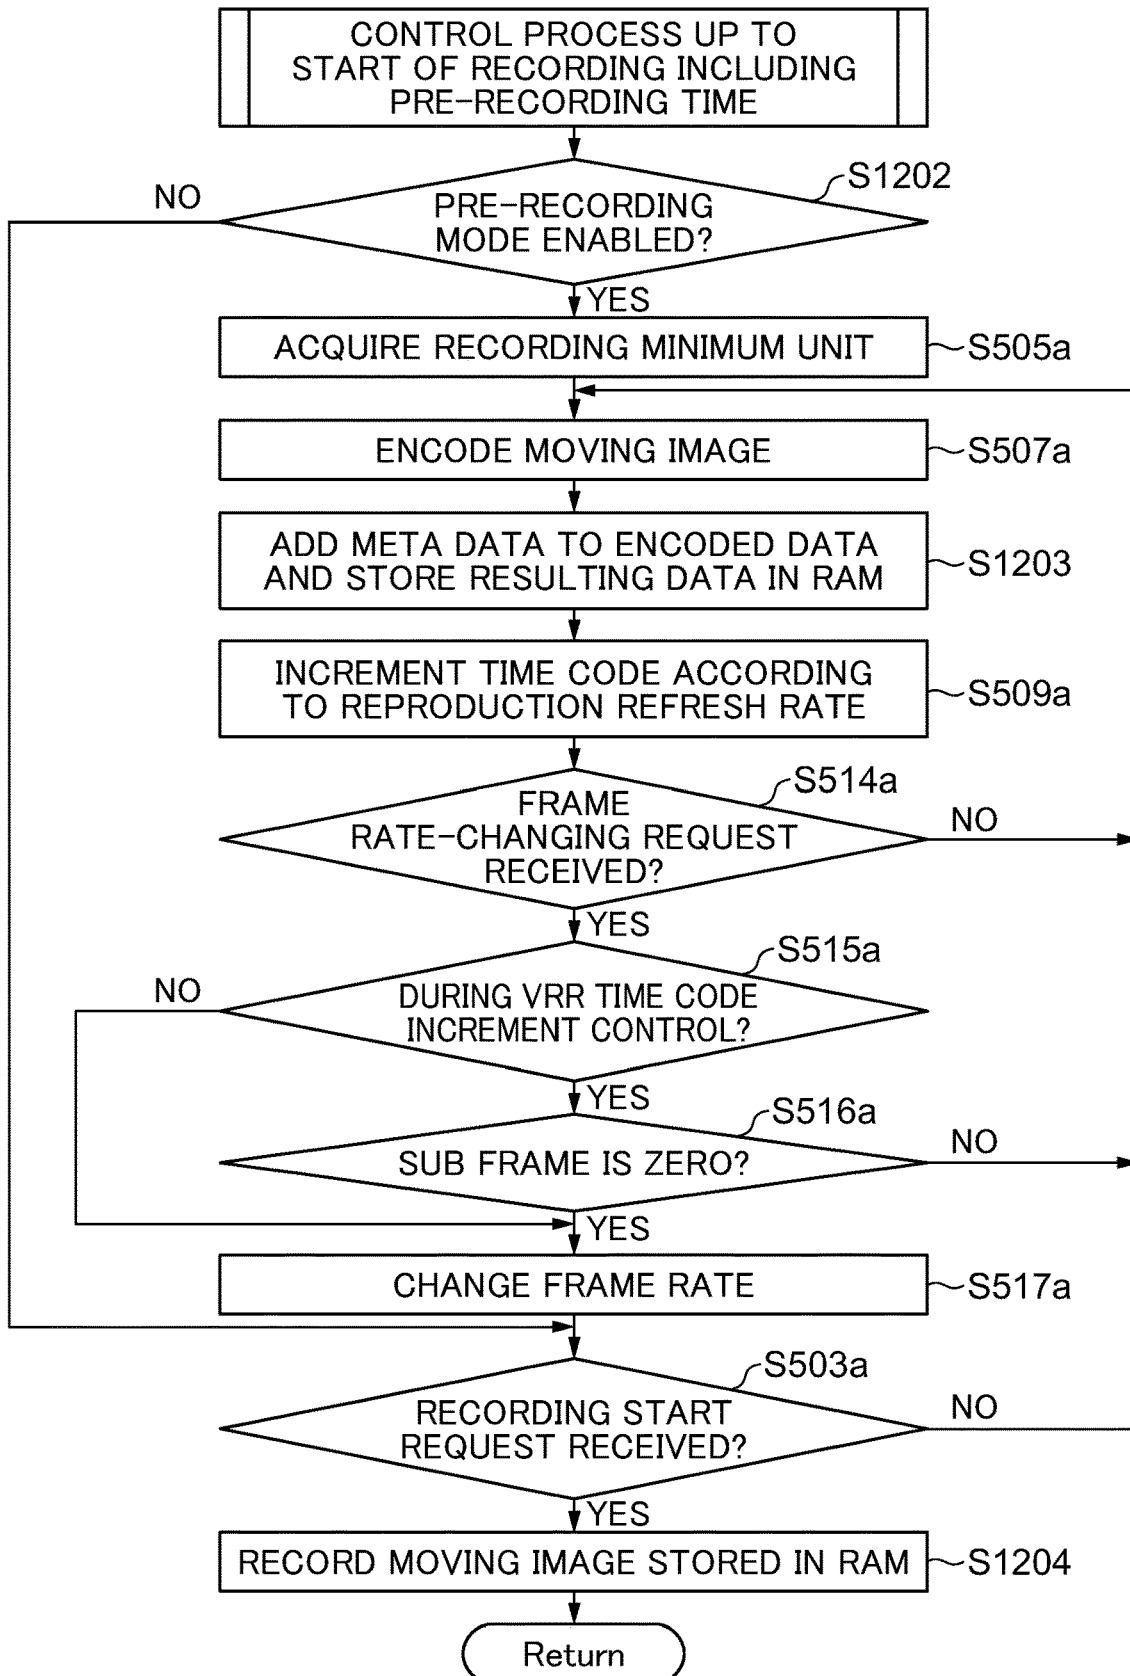 CONTROL PROCESS UP TO
START OF RECORDING INCLUDING
PRE-RECORDING TIME
S1202
NO
PRE-RECORDING
MODE ENABLED?
YES
ACQUIRE RECORDING MINIMUM UNIT
S505a
ENCODE MOVING IMAGE
S507a
ADD META DATA TO ENCODED DATA
AND STORE RESULTING DATA IN RAM
S1203
INCREMENT TIME CODE ACCORDING
TO REPRODUCTION REFRESH RATE
S509a
S514a
FRAME
RATE-CHANGING REQUEST
RECEIVED?
NO
YES
S515a
NO
DURING VRR TIME CODE
INCREMENT CONTROL?
YES
S516a
SUB FRAME IS ZERO?
NO
YES
CHANGE FRAME RATE
S517a
S503a
RECORDING START
REQUEST RECEIVED?
NO
YES
RECORD MOVING IMAGE STORED IN RAM
S1204
Return